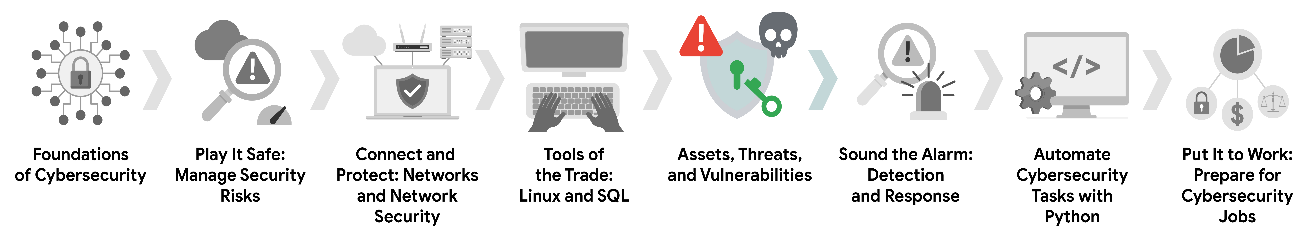 Foundations
of Cybersecurity
Play It Safe:
Manage Security
Risks
Connect and
Protect: Networks
and Network
Security
Tools of
the Trade:
Linux and SQL
Assets, Threats,
and Vulnerabilities
Sound the Alarm:
Detection
and Response
</>
Automate
Cybersecurity
Tasks with
Python
$
Put It to Work:
Prepare for
Cybersecurity
Jobs